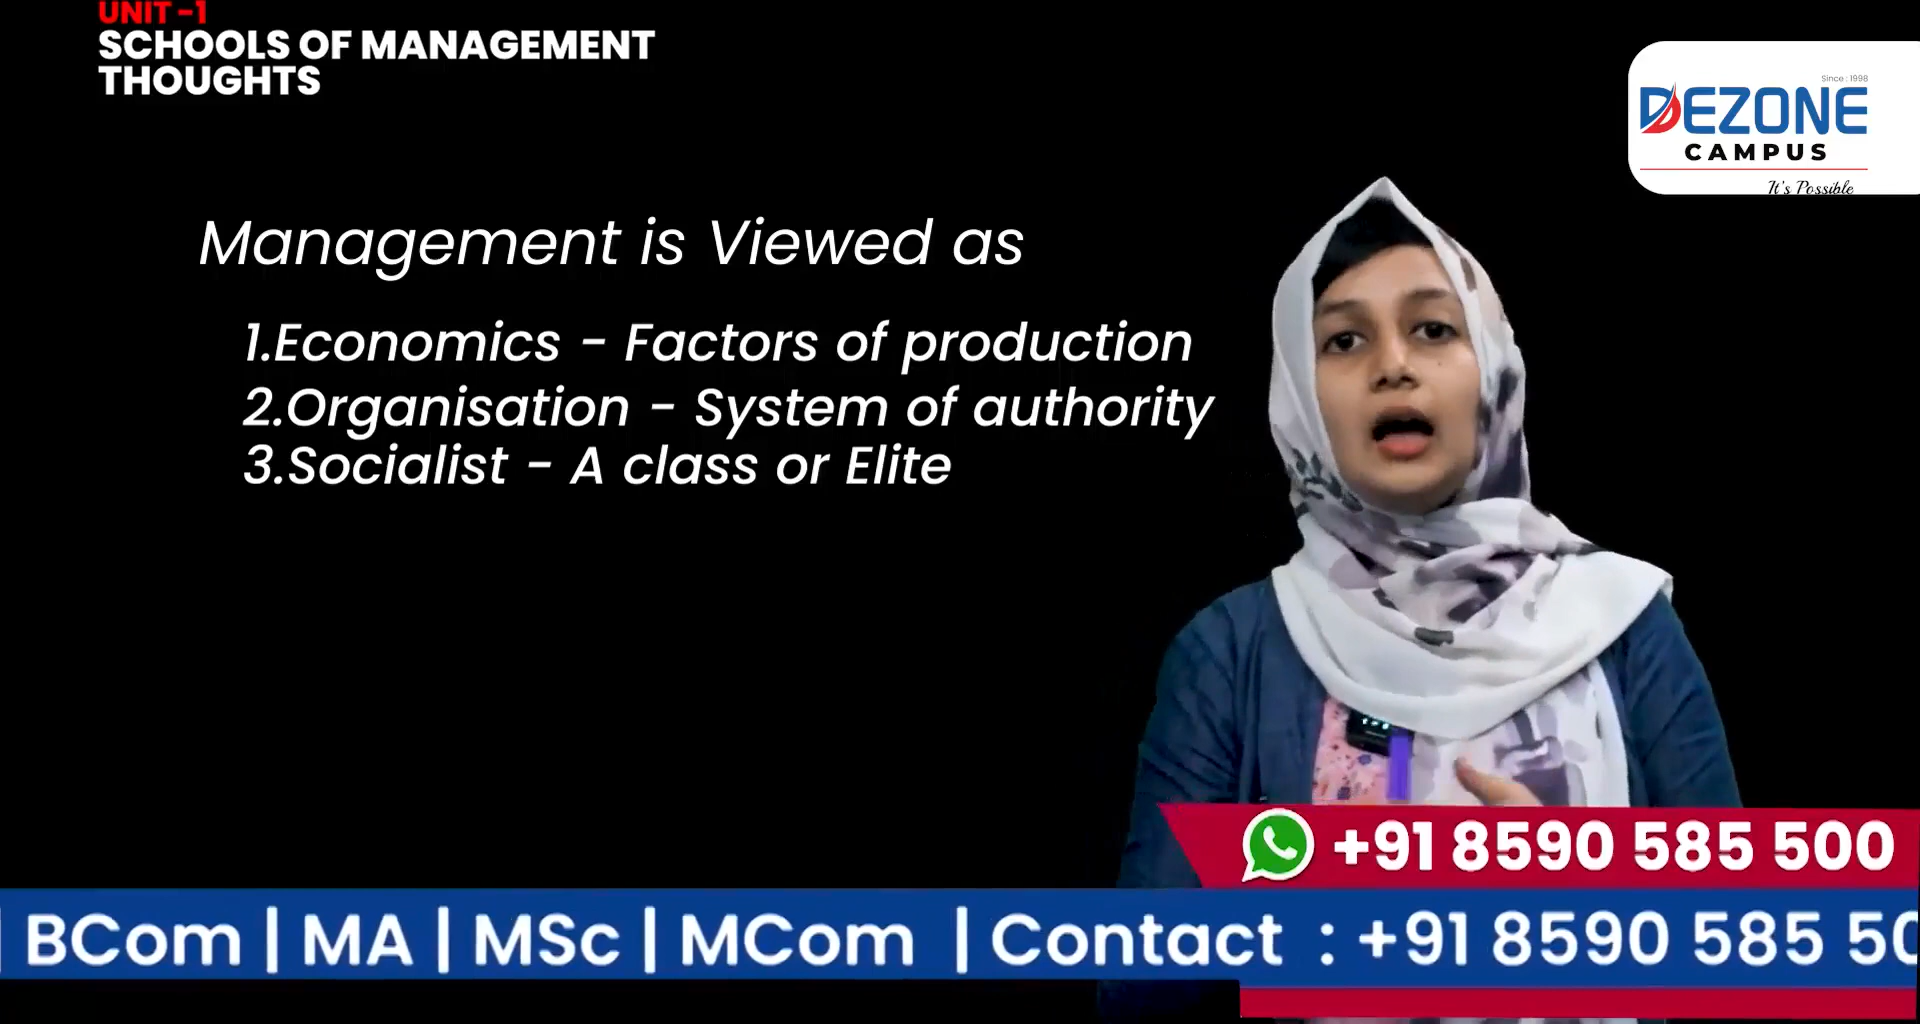 UNIT -1
SCHOOLS OF MANAGEMENT
THOUGHTS
Since : 1998
DEZONE
CAMPUS
It's Possible
Management is Viewed as
1.Economics - Factors of production
2.Organisation - System of authority
3.Socialist - A class or Elite
+91 8590 585 500
| BCom | MA | MSc | MCom | Contact : +91 8590 585 50